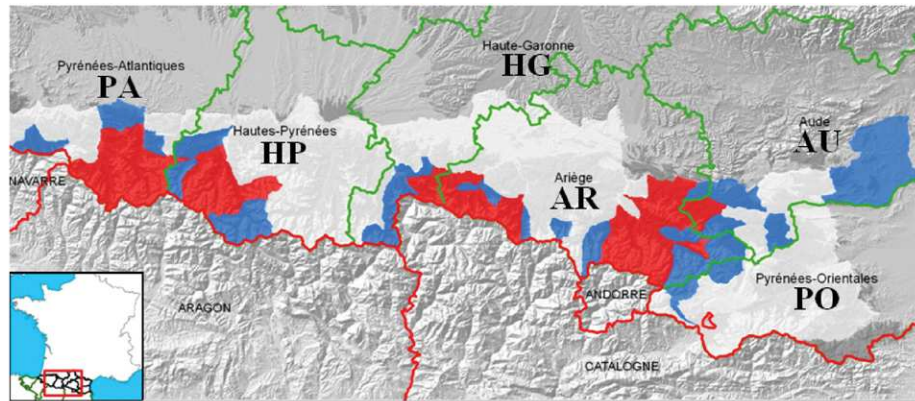 Haute-Garonne
HG
Pyrénées-Atlantiques
PA
Hautes-Pyrénées
HP
Aude
AU
Ariège
AR
NAVARRE
Pyrénées-Orientales
PO
ANDORRE
ARAGON
CATALOGNE